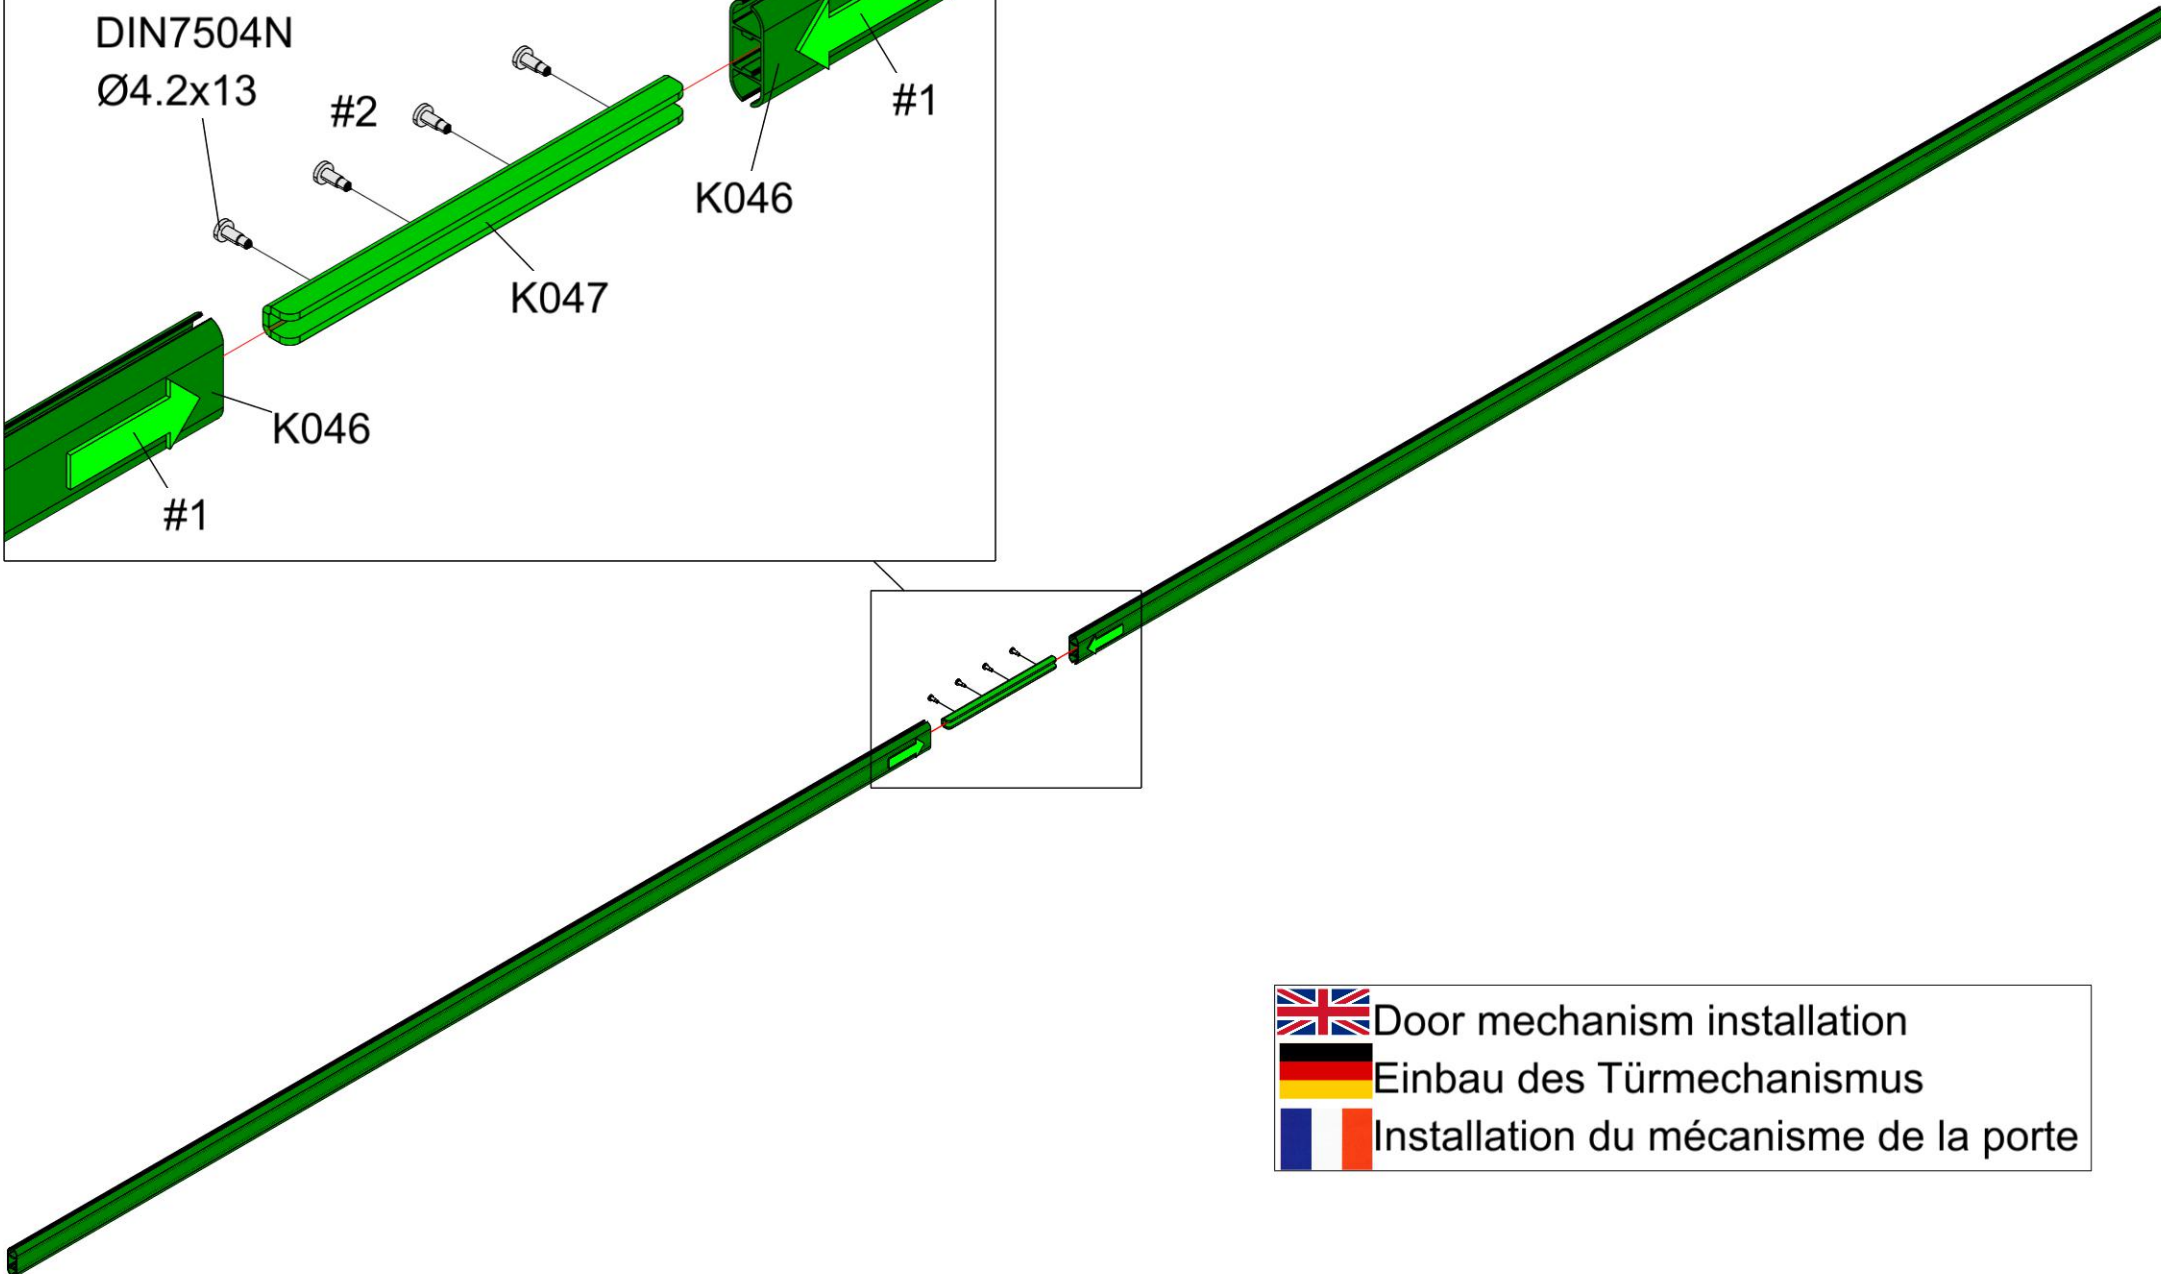 DIN7504N
Ø4.2x13
#2
#1
K046
K047
K046
#1
Door mechanism installation
Einbau des Türmechanismus
Installation du mécanisme de la porte